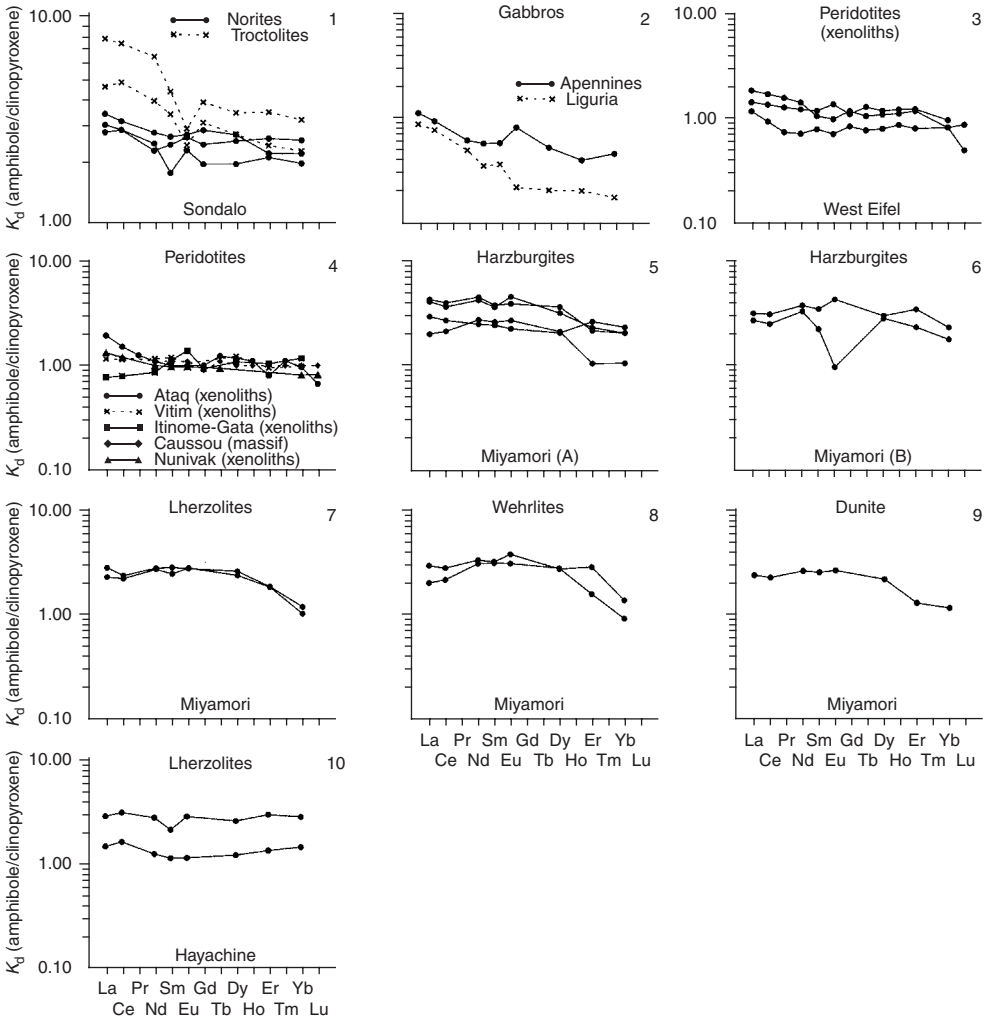 10.00
Norites
Troctolites
1
Kd (amphibole/clinopyroxene)
1.00
Sondalo
Gabbros
2
Apennines
Liguria
10.00
Peridotites
(xenoliths)
3
1.00
0.10
West Eifel
10.00
Peridotites
4
Kd (amphibole/clinopyroxene)
1.00
Ataq (xenoliths)
Vitim (xenoliths)
Itinome-Gata (xenoliths)
Caussou (massif)
Nunivak (xenoliths)
0.10
Harzburgites
5
Miyamori (A)
Harzburgites
6
Miyamori (B)
10.00
Lherzolites
7
Kd (amphibole/clinopyroxene)
1.00
0.10
Miyamori
Wehrlites
8
Miyamori
La Pr Sm Gd Dy Er Yb
Ce Nd Eu Tb Ho Tm Lu
Dunite
9
Miyamori
La Pr Sm Gd Dy Er Yb
Ce Nd Eu Tb Ho Tm Lu
10.00
Lherzolites
10
Kd (amphibole/clinopyroxene)
1.00
0.10
Hayachine
La Pr Sm Gd Dy Er Yb
Ce Nd Eu Tb Ho Tm Lu